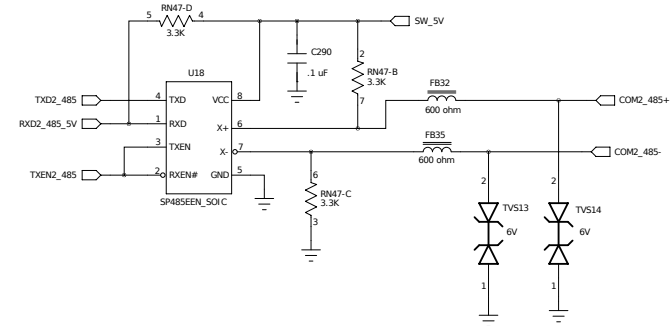 RN47-D
5 4
3.3K
SW_5V
C290
.1 uF
2
RN47-B
3.3K
7
U18
FB32
600 ohm
TXD2_485
4 TXD
VCC 8
COM2_485+
RXD2_485_5V
1 RXD
X+ 6
FB35
600 ohm
3 TXEN
X- 7
COM2_485-
TXEN2_485
2 RXEN#
GND 5
SP485EEN_SOIC
6
RN47-C
3.3K
3
2
TVS13
6V
1
2
TVS14
6V
1